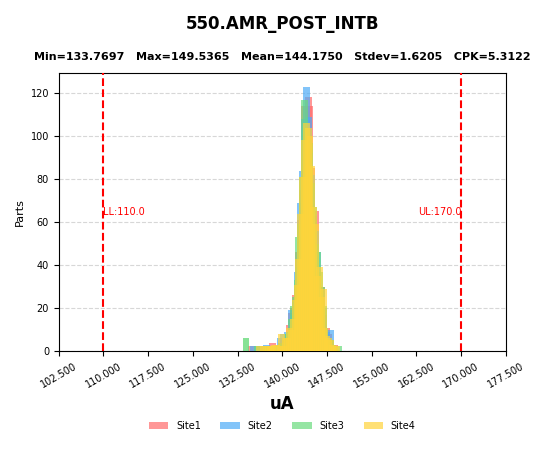 550.AMR_POST_INTB
Min=133.7697 Max=149.5365 Mean=144.1750 Stdev=1.6205 CPK=5.3122
120
100
80
60
40
20
0
Parts
LL:110.0
UL:170.0
102.500 110.000 117.500 125.000 132.500 140.000 147.500 155.000 162.500 170.000 177.500
uA
Site1 Site2 Site3 Site4